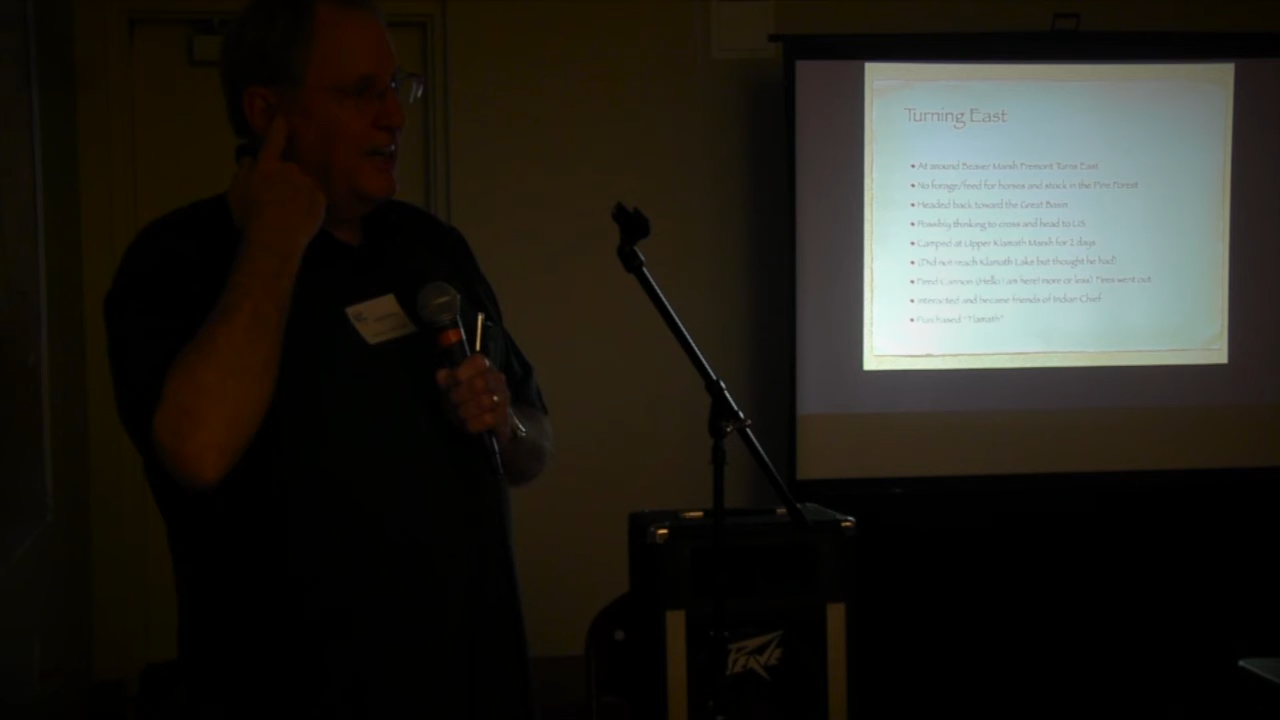 Turning East
• At around Beaver Marsh Fremont Turns East
• No forage/feed for horses and stock in the Pine Forest
• Headed back toward the Great Basin
• Possibly thinking to cross and head to US
• Camped at Upper Klamath Marsh for 2 days
• (Did not reach Klamath Lake but thought he had)
• Fired Cannon (Hello I am here! more or less) Fires went out
• Interacted and became friends of Indian Chief
• Purchased "Tlamath"
PEAVE